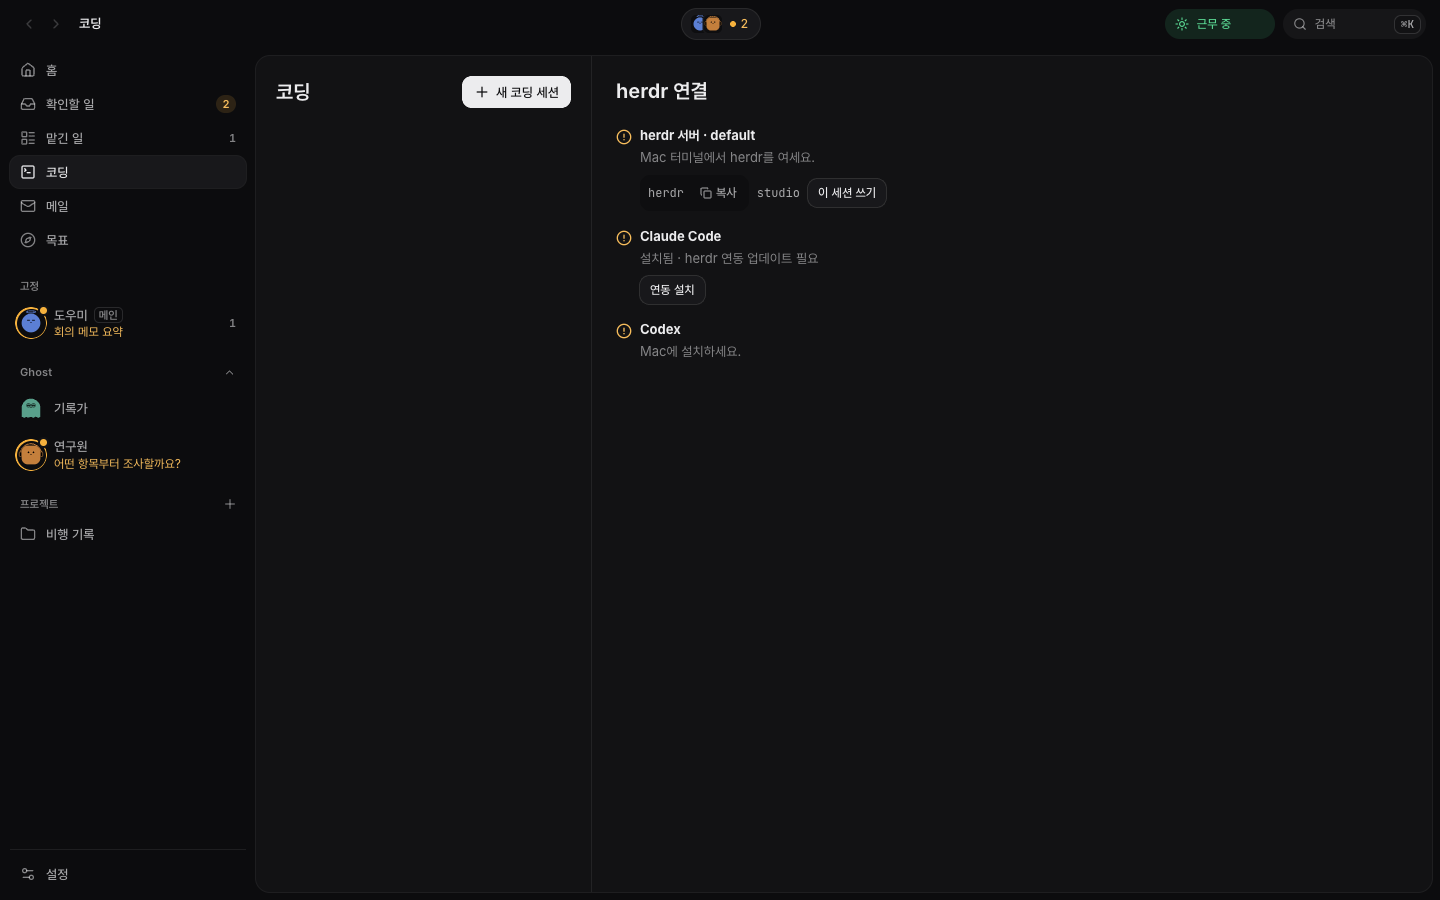 코딩
2
근무 중
검색
⌘K
홈
확인할 일
2
맡긴 일
1
코딩
메일
목표
고정
도우미 메인
회의 메모 요약
1
Ghost
기록가
연구원
어떤 항목부터 조사할까요?
프로젝트
비행 기록
설정
코딩
새 코딩 세션
herdr 연결
herdr 서버 · default
Mac 터미널에서 herdr를 여세요.
herdr 복사 studio 이 세션 쓰기
Claude Code
설치됨 · herdr 연동 업데이트 필요
연동 설치
Codex
Mac에 설치하세요.